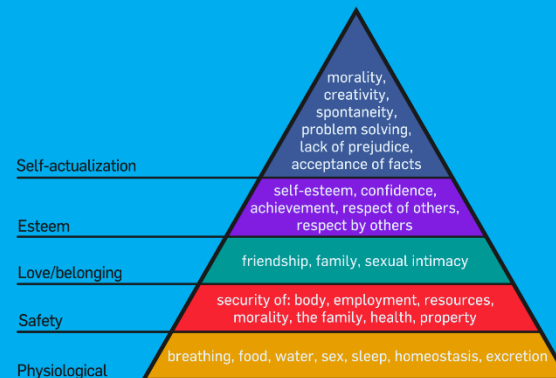 morality,
creativity,
spontaneity,
problem solving,
lack of prejudice,
acceptance of facts
Self-actualization
self-esteem, confidence,
achievement, respect of others,
respect by others
Esteem
friendship, family, sexual intimacy
Love/belonging
security of: body, employment, resources,
morality, the family, health, property
Safety
breathing, food, water, sex, sleep, homeostasis, excretion
Physiological